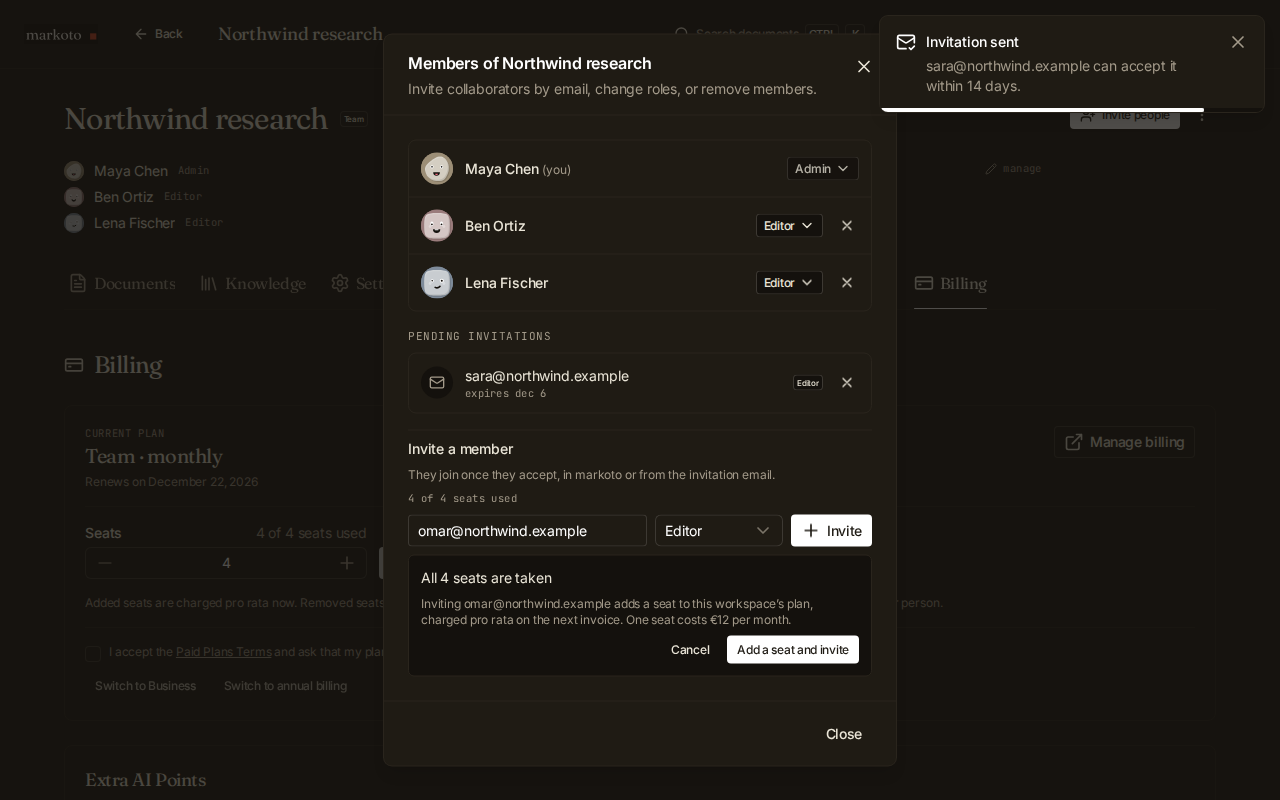 markoto
Back
Northwind research
Search documents CTRL K
Invitation sent
sara@northwind.example can accept it
within 14 days.
Northwind research Team
Invite people
Maya Chen Admin
Ben Ortiz Editor
Lena Fischer Editor
manage
Documents
Knowledge
Sett
Billing
Billing
CURRENT PLAN
Team · monthly
Renews on December 22, 2026
Manage billing
Seats
4 of 4 seats used
4
Added seats are charged pro rata now. Removed seats
person.
I accept the Paid Plans Terms and ask that my plan
Switch to Business
Switch to annual billing
Extra AI Points
Members of Northwind research
Invite collaborators by email, change roles, or remove members.
Maya Chen (you)
Admin
Ben Ortiz
Editor
Lena Fischer
Editor
PENDING INVITATIONS
sara@northwind.example
expires dec 6
Editor
Invite a member
They join once they accept, in markoto or from the invitation email.
4 of 4 seats used
omar@northwind.example
Editor
Invite
All 4 seats are taken
Inviting omar@northwind.example adds a seat to this workspace's plan,
charged pro rata on the next invoice. One seat costs €12 per month.
Cancel
Add a seat and invite
Close